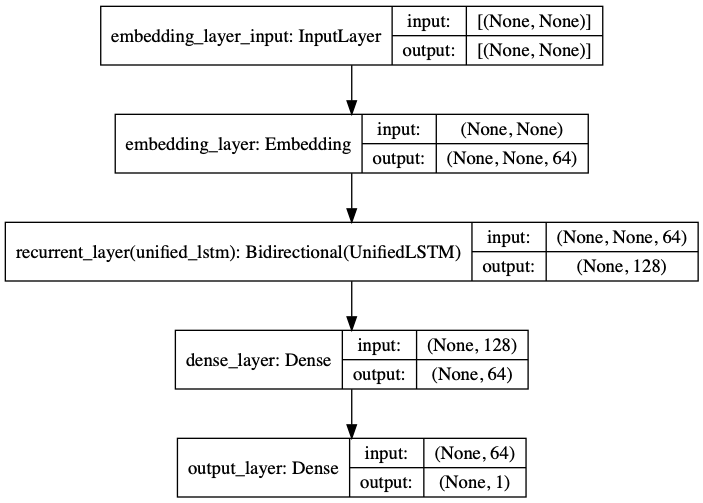 embedding_layer_input: InputLayer
input: [(None, None)]
output: [(None, None)]
embedding_layer: Embedding
input: (None, None)
output: (None, None, 64)
recurrent_layer(unified_lstm): Bidirectional(UnifiedLSTM)
input: (None, None, 64)
output: (None, 128)
dense_layer: Dense
input: (None, 128)
output: (None, 64)
output_layer: Dense
input: (None, 64)
output: (None, 1)